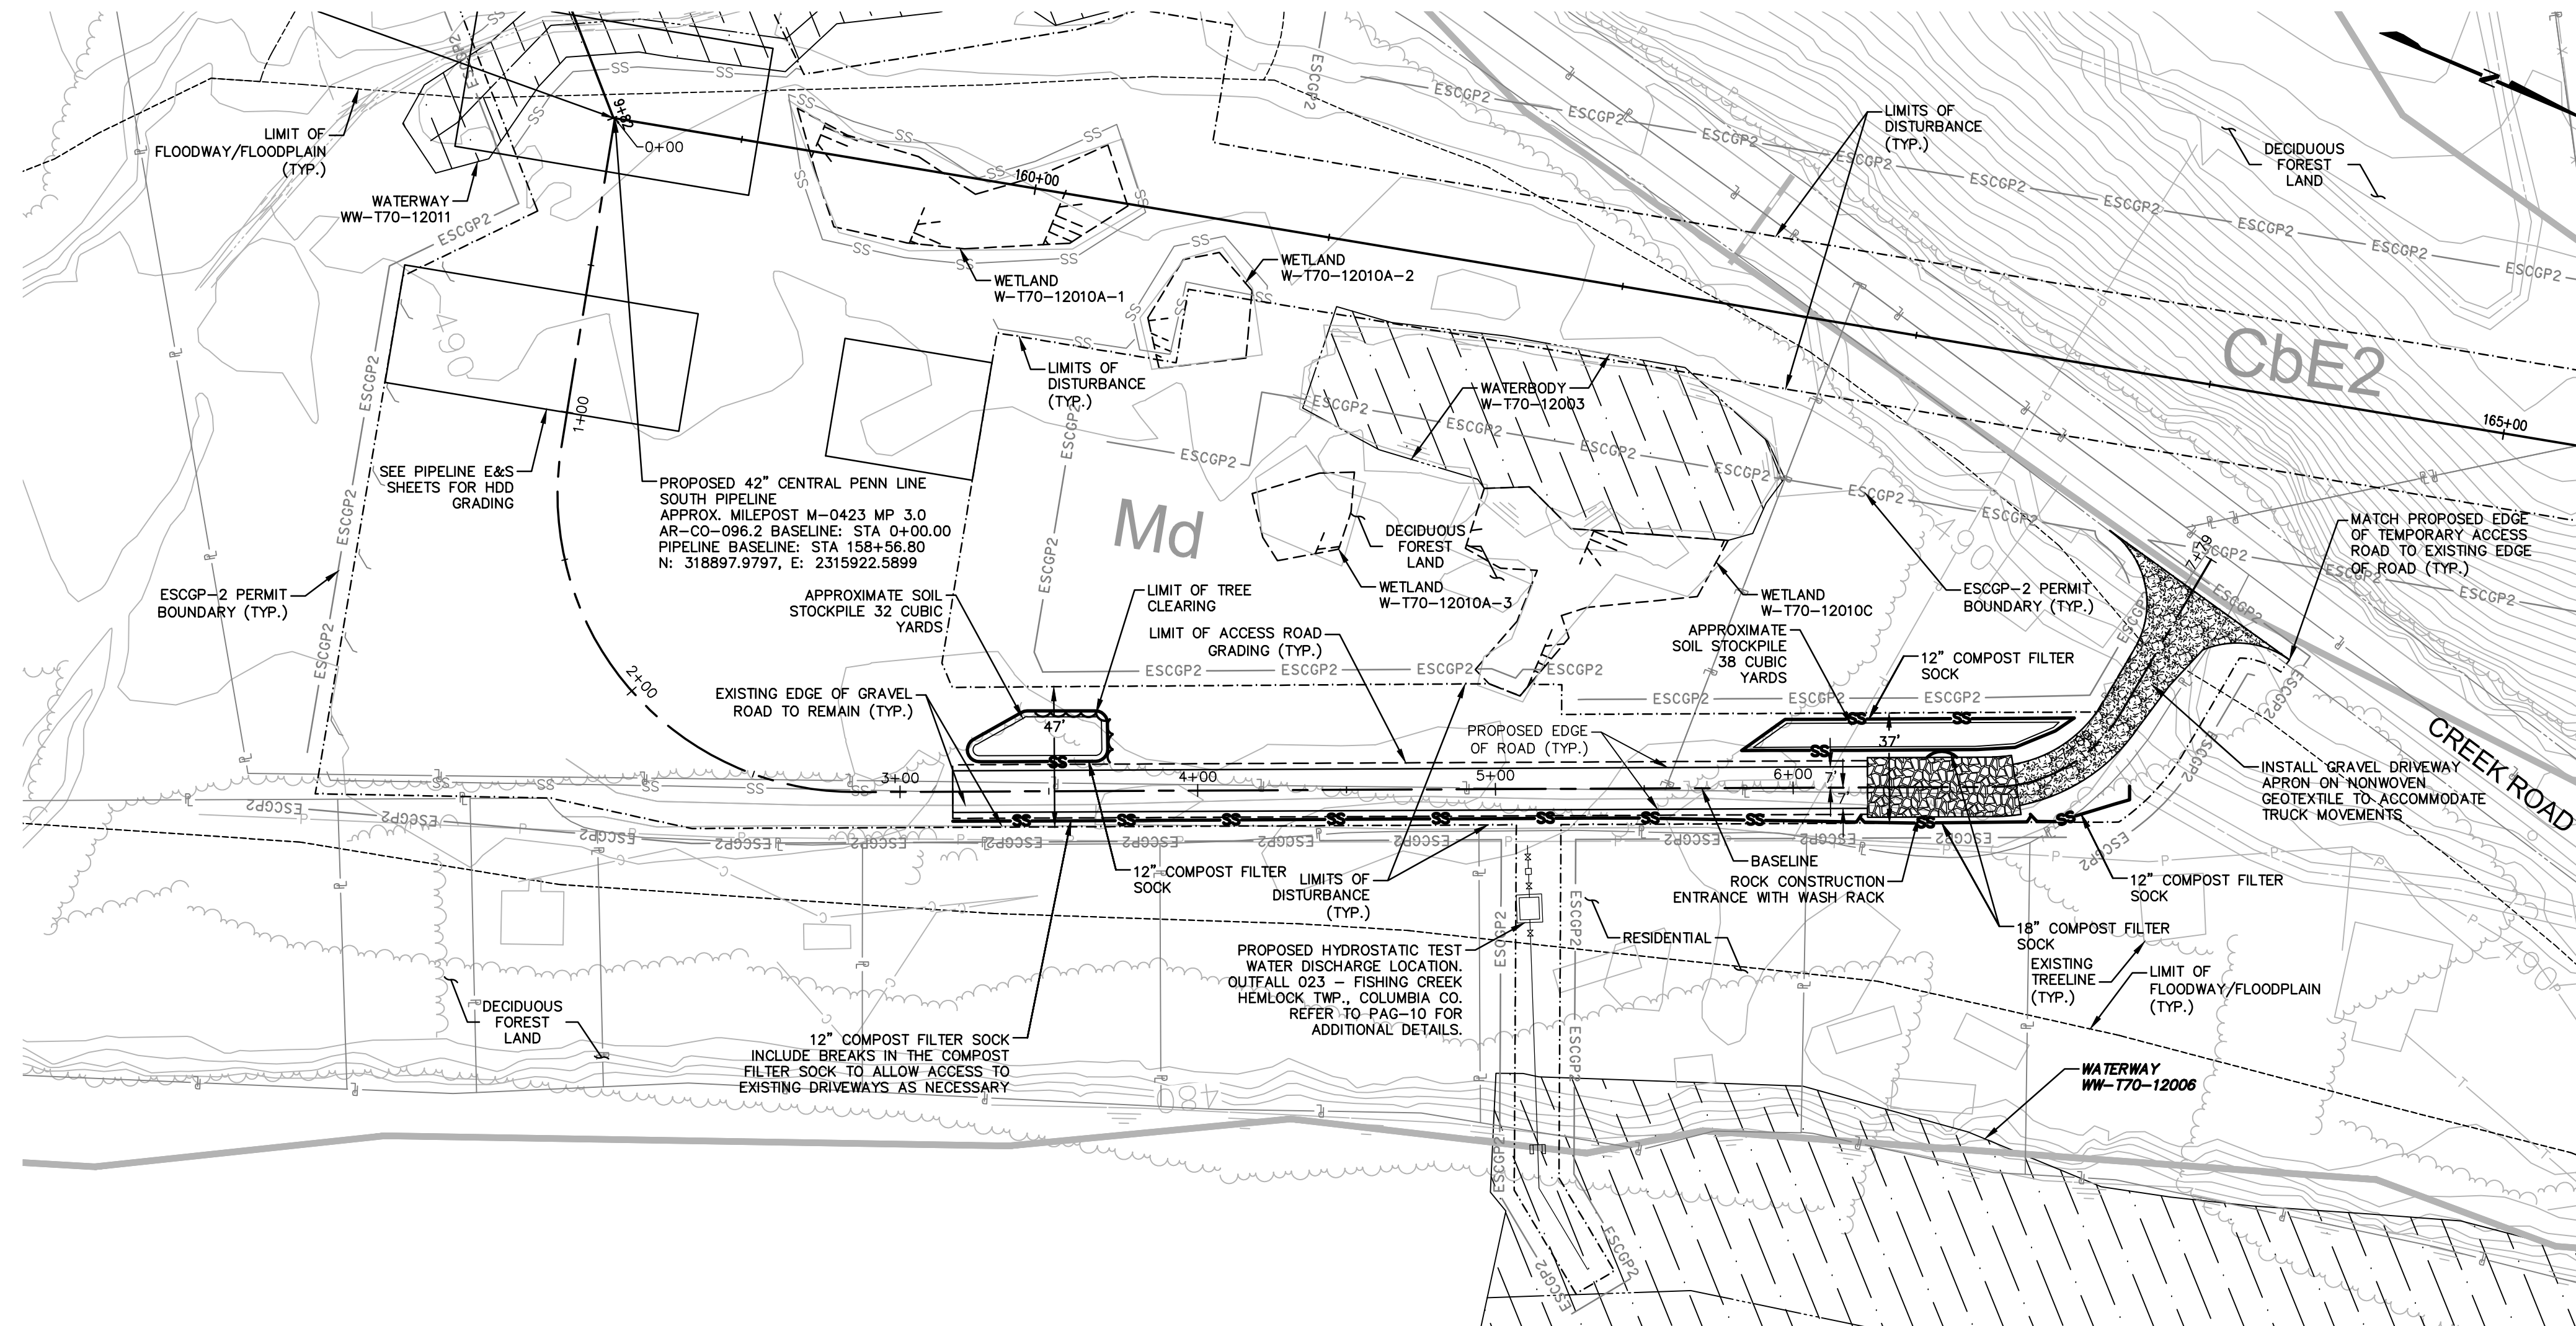 LIMIT OF
FLOODWAY/FLOODPLAIN
(TYP.)
WATERWAY
WW-T70-12011
9+82
0+00
160+00
WETLAND
W-T70-12010A-1
WETLAND
W-T70-12010A-2
LIMITS OF
DISTURBANCE
(TYP.)
DECIDUOUS
FOREST
LAND
N
CbE2
165+00
490
1+00
LIMITS OF
DISTURBANCE
(TYP.)
WATERBODY
W-T70-12003
SEE PIPELINE E&S
SHEETS FOR HDD
GRADING
PROPOSED 42" CENTRAL PENN LINE
SOUTH PIPELINE
APPROX. MILEPOST M-0423 MP 3.0
AR-CO-096.2 BASELINE: STA 0+00.00
PIPELINE BASELINE: STA 158+56.80
N: 318897.9797, E: 2315922.5899
Md
DECIDUOUS
FOREST
LAND
WETLAND
W-T70-12010A-3
WETLAND
W-T70-12010C
490
ESCGP-2 PERMIT
BOUNDARY (TYP.)
MATCH PROPOSED EDGE
OF TEMPORARY ACCESS
ROAD TO EXISTING EDGE
OF ROAD (TYP.)
7+79
ESCGP-2 PERMIT
BOUNDARY (TYP.)
APPROXIMATE SOIL
STOCKPILE 32 CUBIC
YARDS
LIMIT OF TREE
CLEARING
LIMIT OF ACCESS ROAD
GRADING (TYP.)
APPROXIMATE
SOIL STOCKPILE
38 CUBIC
YARDS
12" COMPOST FILTER
SOCK
2+00
EXISTING EDGE OF GRAVEL
ROAD TO REMAIN (TYP.)
47'
PROPOSED EDGE
OF ROAD (TYP.)
37'
CREEK ROAD
3+00
4+00
5+00
6+00
7'
7'
INSTALL GRAVEL DRIVEWAY
APRON ON NONWOVEN
GEOTEXTILE TO ACCOMMODATE
TRUCK MOVEMENTS
ESCGP2
SS
12" COMPOST FILTER
SOCK
LIMITS OF
DISTURBANCE
(TYP.)
BASELINE
ROCK CONSTRUCTION
ENTRANCE WITH WASH RACK
12" COMPOST FILTER
SOCK
18" COMPOST FILTER
SOCK
RESIDENTIAL
PROPOSED HYDROSTATIC TEST
WATER DISCHARGE LOCATION.
OUTFALL 023 – FISHING CREEK
HEMLOCK TWP., COLUMBIA CO.
REFER TO PAG-10 FOR
ADDITIONAL DETAILS.
EXISTING
TREELINE
(TYP.)
LIMIT OF
FLOODWAY/FLOODPLAIN
(TYP.)
490
DECIDUOUS
FOREST
LAND
12" COMPOST FILTER SOCK
INCLUDE BREAKS IN THE COMPOST
FILTER SOCK TO ALLOW ACCESS TO
EXISTING DRIVEWAYS AS NECESSARY
480
WATERWAY
WW-T70-12006